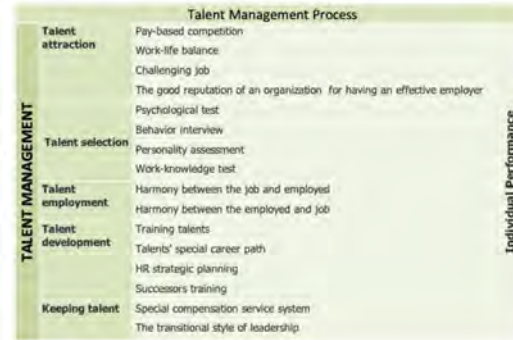 Talent Management Process
TALENT MANAGEMENT
Talent
attraction
Pay-based competition
Work-life balance
Challenging job
The good reputation of an organization for having an effective employer
Talent selection
Psychological test
Behavior interview
Personality assessment
Work-knowledge test
Talent
employment
Harmony between the job and employed
Harmony between the employed and job
Talent
development
Training talents
Talents' special career path
HR strategic planning
Successors training
Keeping talent
Special compensation service system
The transitional style of leadership
Individual Performance